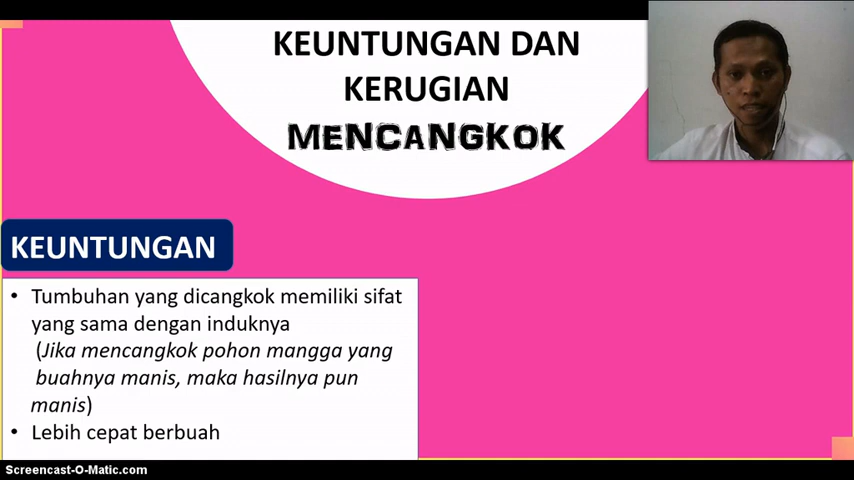 KEUNTUNGAN DAN
KERUGIAN
MENCANGKOK
KEUNTUNGAN
• Tumbuhan yang dicangkok memiliki sifat
yang sama dengan induknya
(Jika mencangkok pohon mangga yang
buahnya manis, maka hasilnya pun
manis)
• Lebih cepat berbuah
Screencast-O-Matic.com